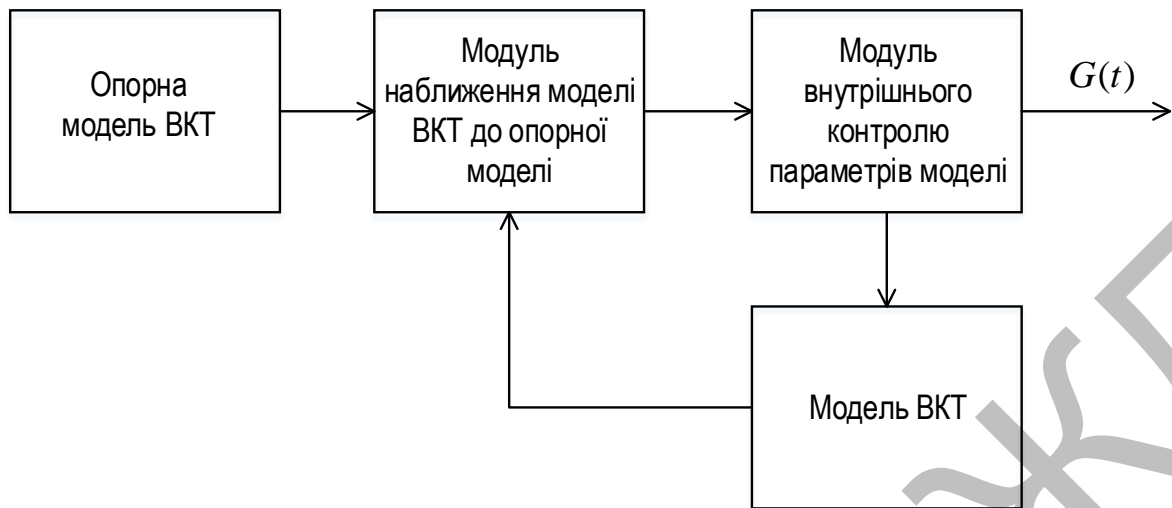 Опорна
модель ВКТ
Модуль
наближення моделі
ВКТ до опорної
моделі
Модуль
внутрішнього
контролю
параметрів моделі
G(t)
Модель ВКТ